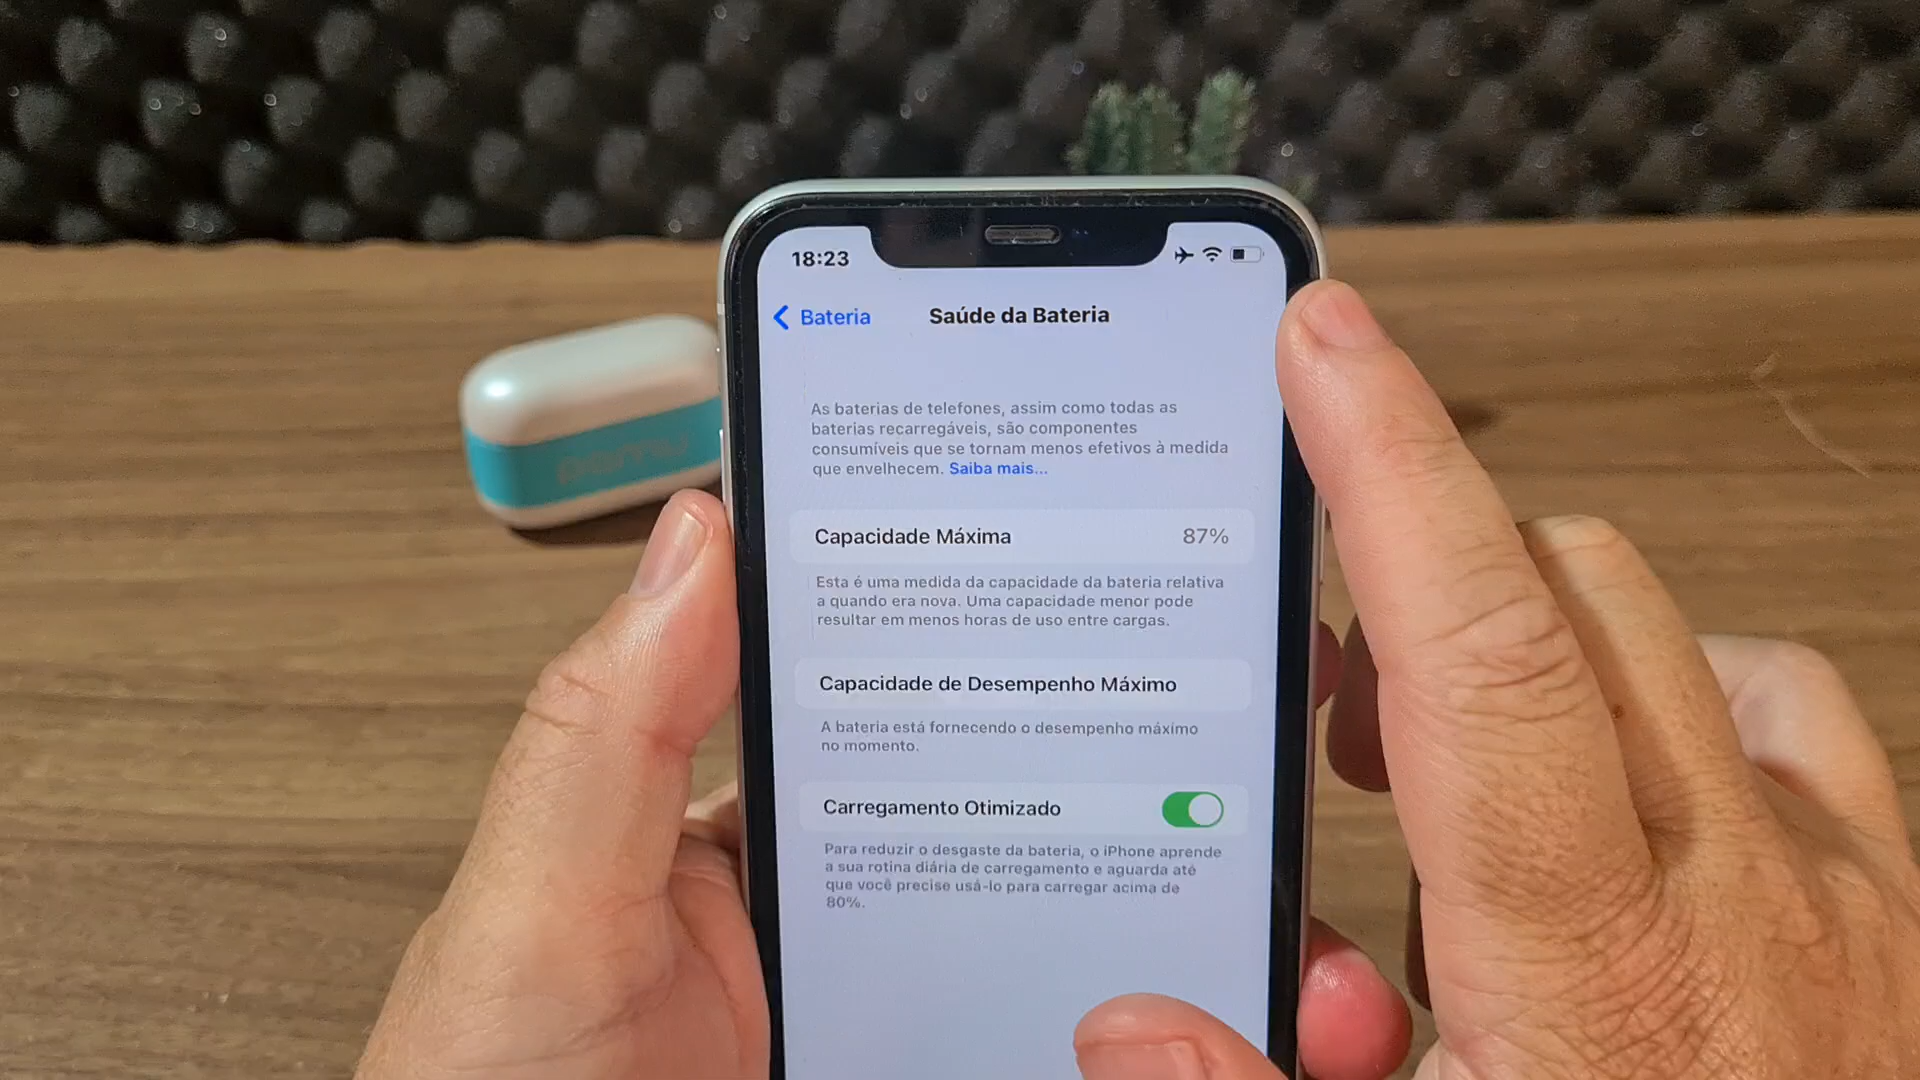 18:23
Bateria
Saúde da Bateria
As baterias de telefones, assim como todas as
baterias recarregáveis, são componentes
consumíveis que se tornam menos efetivos à medida
que envelhecem. Saiba mais...
Capacidade Máxima 87%
Esta é uma medida da capacidade da bateria relativa
a quando era nova. Uma capacidade menor pode
resultar em menos horas de uso entre cargas.
Capacidade de Desempenho Máximo
A bateria está fornecendo o desempenho máximo
no momento.
Carregamento Otimizado
Para reduzir o desgaste da bateria, o iPhone aprende
a sua rotina diária de carregamento e aguarda até
que você precise usá-lo para carregar acima de
80%.